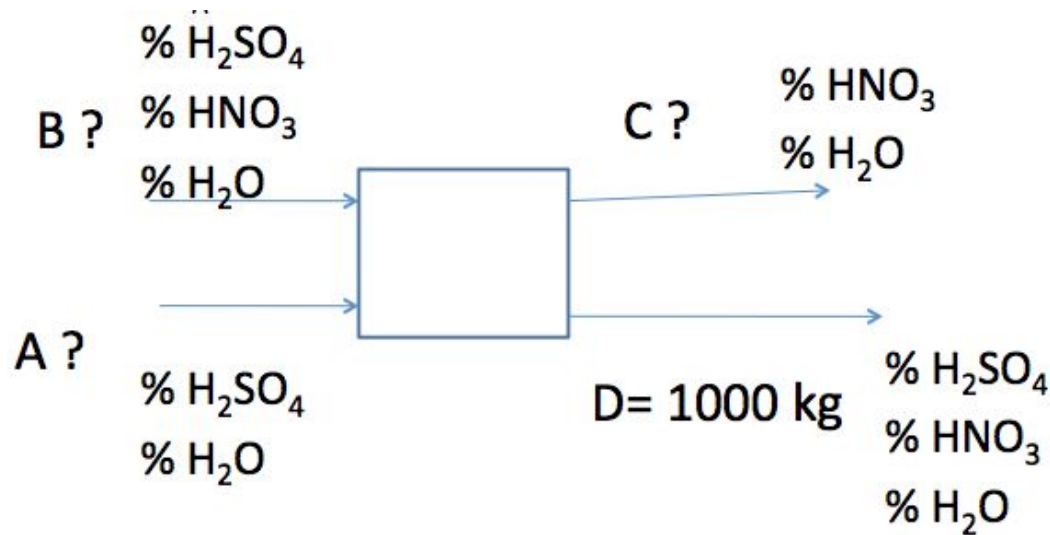 % H₂SO₄
% HNO₃
% H₂O
B ?
C ?
% HNO₃
% H₂O
A ?
% H₂SO₄
% H₂O
D= 1000 kg
% H₂SO₄
% HNO₃
% H₂O